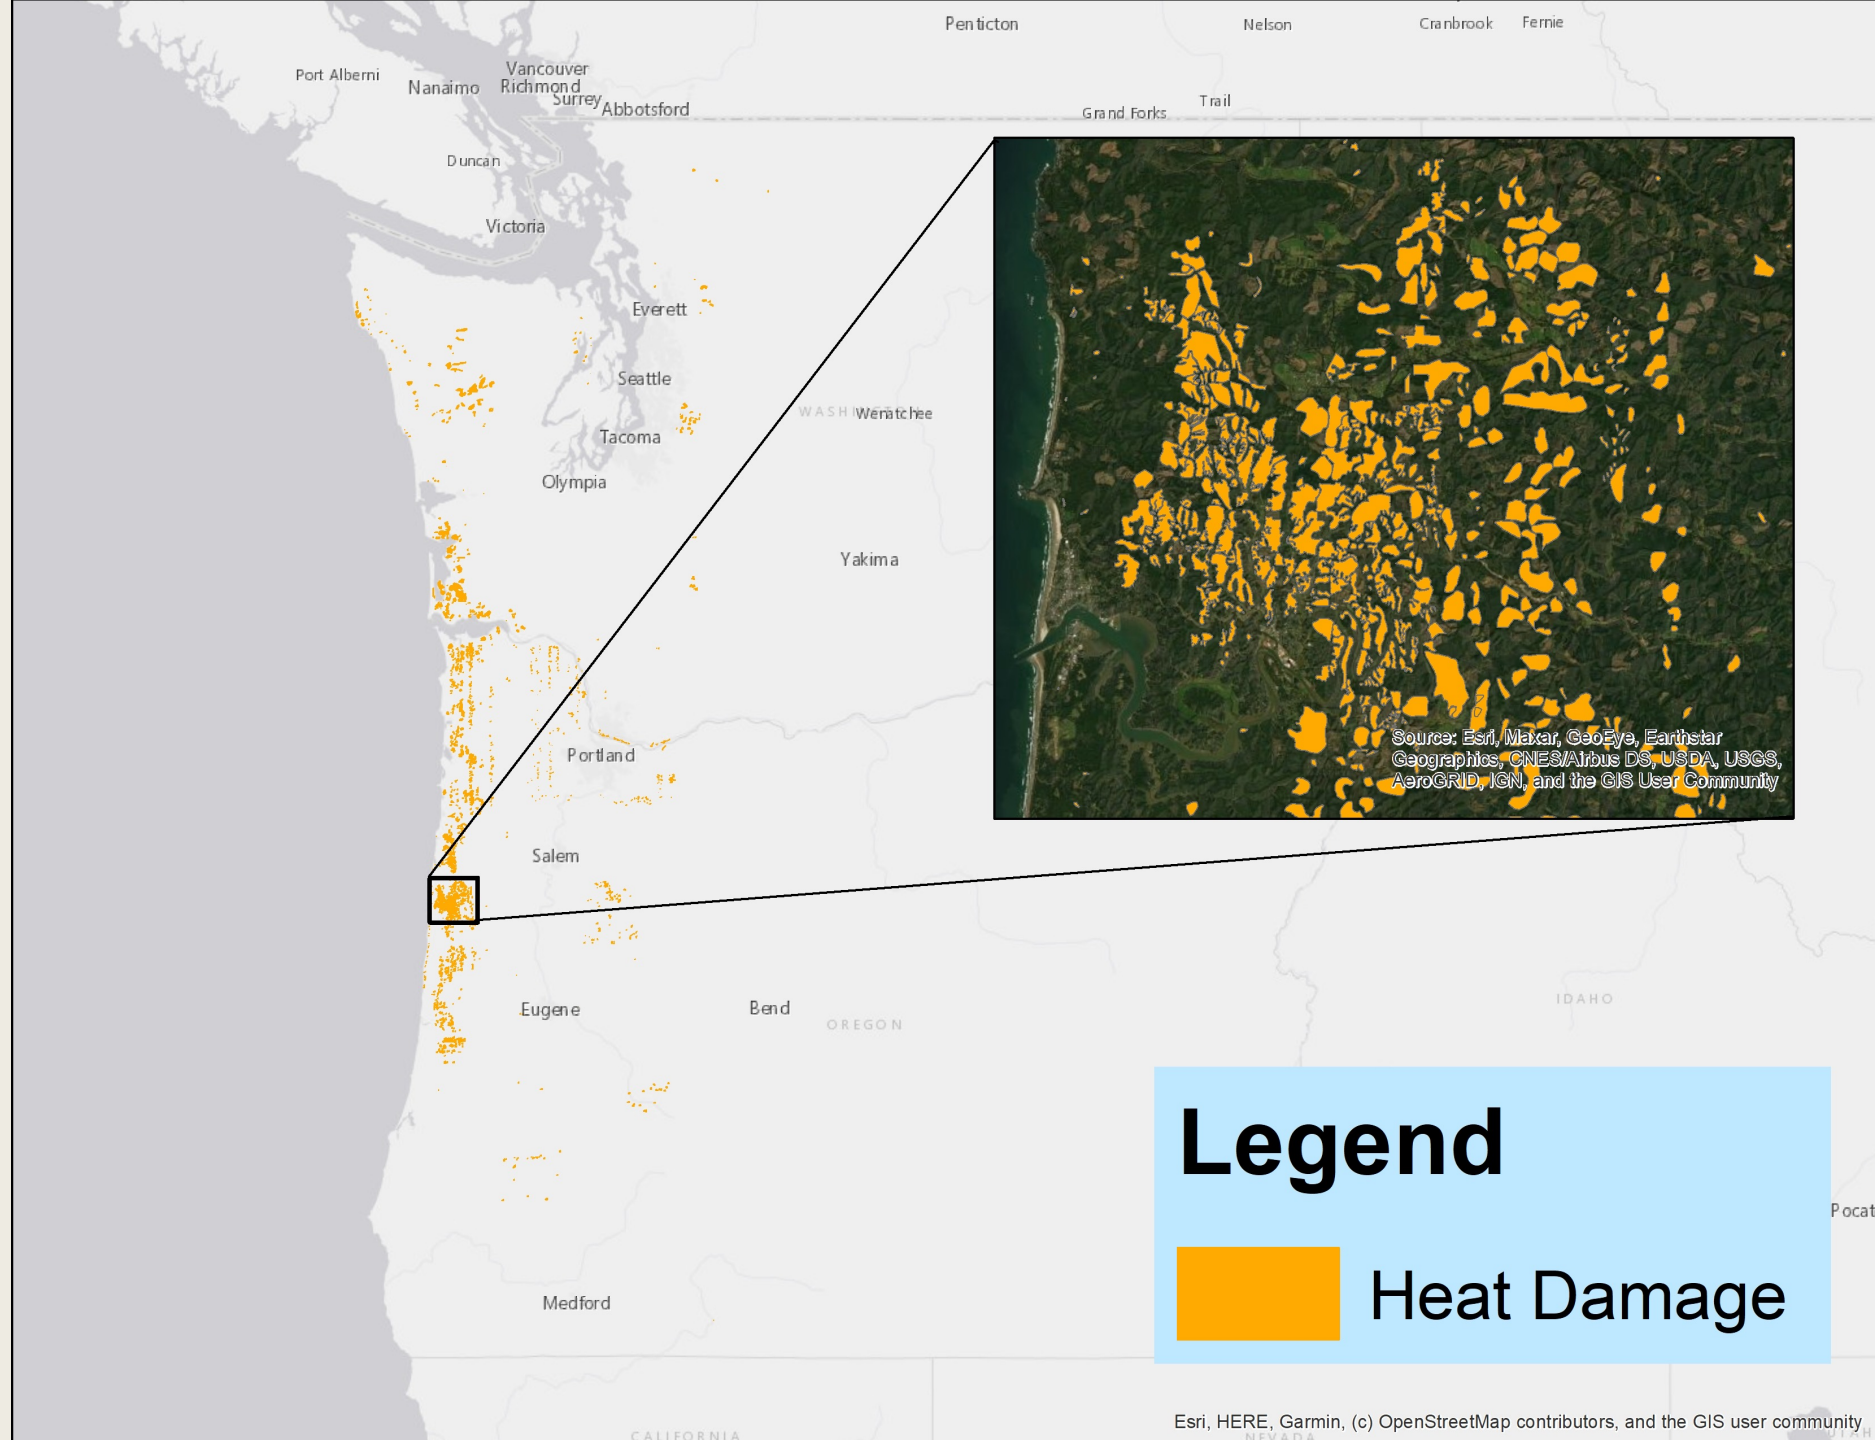 Penticton
Nelson
Cranbrook
Fernie
Port Alberni
Nanaimo
Vancouver
Richmond
Surrey
Abbotsford
Trail
Grand Forks
Duncan
Victoria
Everett
Seattle
Wenatchee
Tacoma
Olympia
Yakima
Source: Esri, Maxar, GeoEye, Earthstar
Geographics, CNES/Airbus DS, USDA, USGS,
AeroGRID, IGN, and the GIS User Community
Portland
Salem
IDAHO
Eugene
Bend
OREGON
Legend
Heat Damage
Pocat
Medford
Esri, HERE, Garmin, (c) OpenStreetMap contributors, and the GIS user community
CALIFORNIA
NEVADA